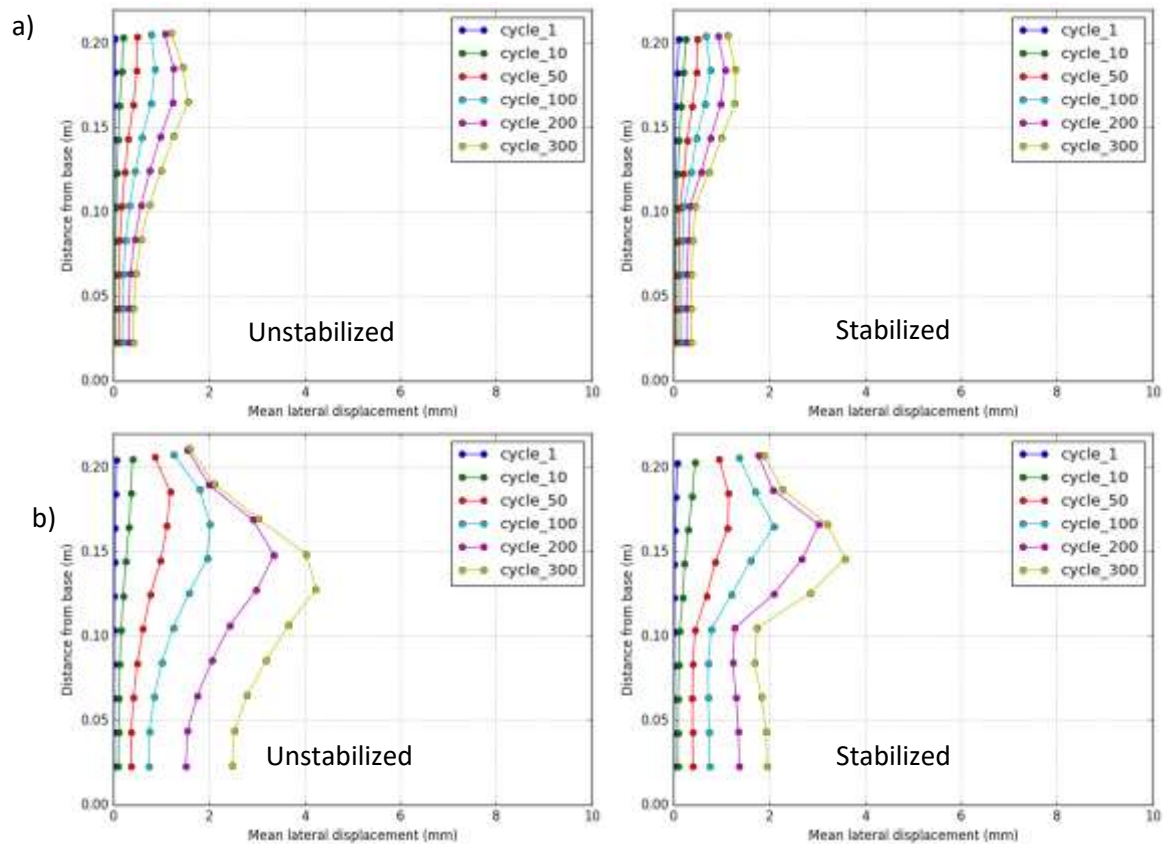 a)
0.20
0.15
0.10
0.05
0.00
Distance from base (m)
cycle_1
cycle_10
cycle_50
cycle_100
cycle_200
cycle_300
Unstabilized
0 2 4 6 8 10
Mean lateral displacement (mm)
0.20
0.15
0.10
0.05
0.00
Distance from base (m)
cycle_1
cycle_10
cycle_50
cycle_100
cycle_200
cycle_300
Stabilized
0 2 4 6 8 10
Mean lateral displacement (mm)
b)
0.20
0.15
0.10
0.05
0.00
Distance from base (m)
cycle_1
cycle_10
cycle_50
cycle_100
cycle_200
cycle_300
Unstabilized
0 2 4 6 8 10
Mean lateral displacement (mm)
0.20
0.15
0.10
0.05
0.00
Distance from base (m)
cycle_1
cycle_10
cycle_50
cycle_100
cycle_200
cycle_300
Stabilized
0 2 4 6 8 10
Mean lateral displacement (mm)